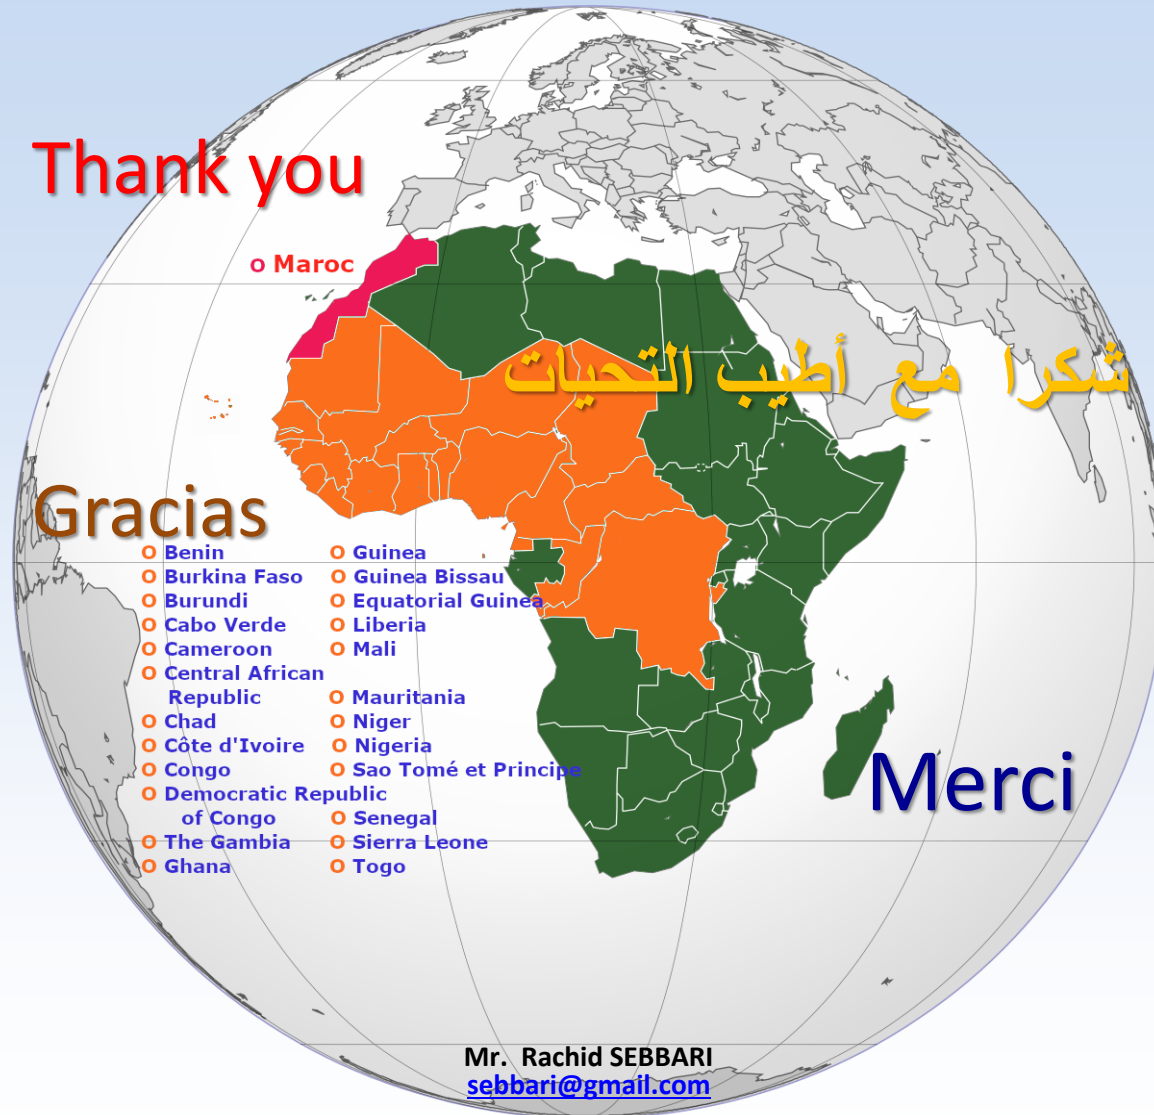 Thank you
o Maroc
شكرا مع أطيب التحيات
Gracias
o Benin
o Burkina Faso
o Burundi
o Cabo Verde
o Cameroon
o Central African
Republic
o Chad
o Côte d'Ivoire
o Congo
o Democratic Republic
of Congo
o The Gambia
o Ghana
o Guinea
o Guinea Bissau
o Equatorial Guinea
o Liberia
o Mali
o Mauritania
o Niger
o Nigeria
o Sao Tomé et Principe
o Senegal
o Sierra Leone
o Togo
Merci
Mr. Rachid SEBBARI
sebbari@gmail.com